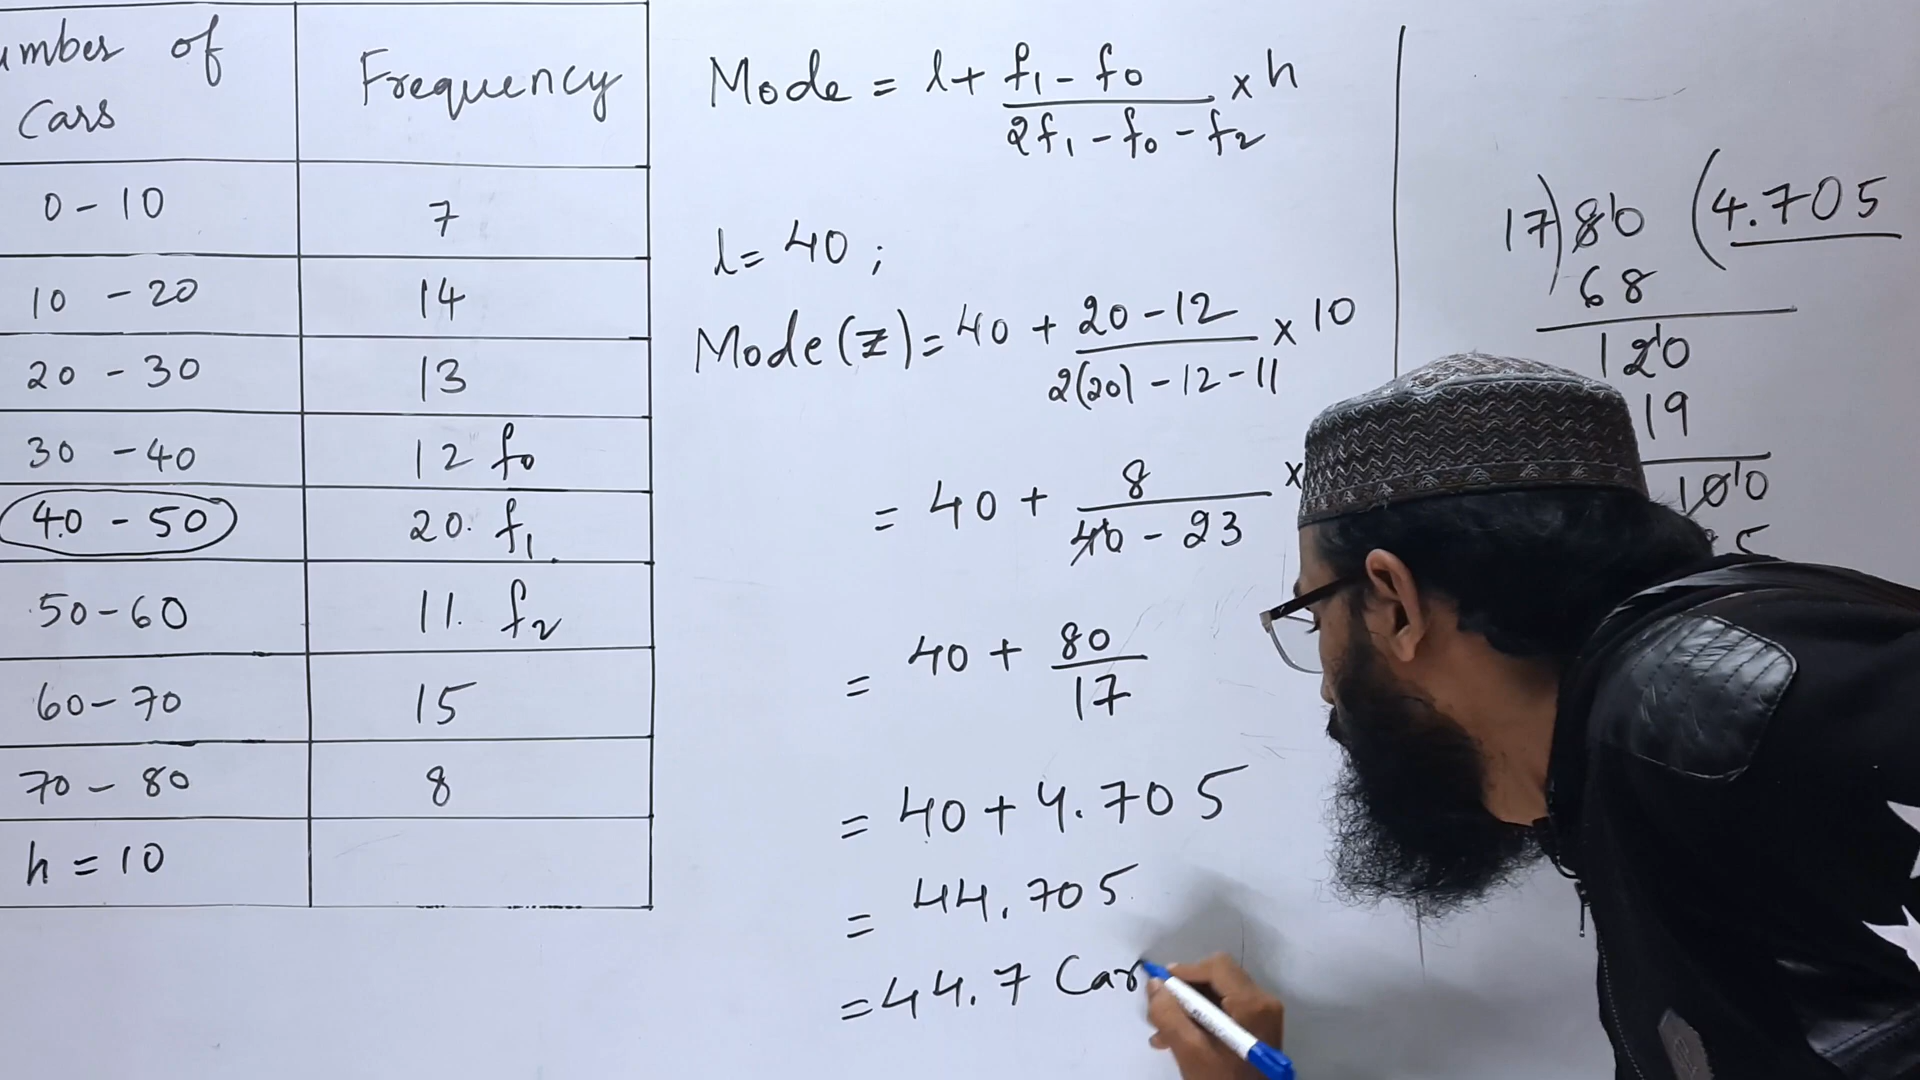 umber of Cars Frequency
0 - 10 7
10 - 20 14
20 - 30 13
30 - 40 12 f0
40 - 50 20. f1
50 - 60 11. f2
60 - 70 15
70 - 80 8
h = 10
Mode = l + f1 - f0 / 2f1 - f0 - f2 × h
l = 40 ;
Mode (z) = 40 + 20 - 12 / 2(20) - 12 - 11 × 10
= 40 + 8 / 40 - 23 ×
= 40 + 80 / 17
= 40 + 4.705
= 44.705
= 44.7 Car
17) 80 (4.705
68
120
19
100
5